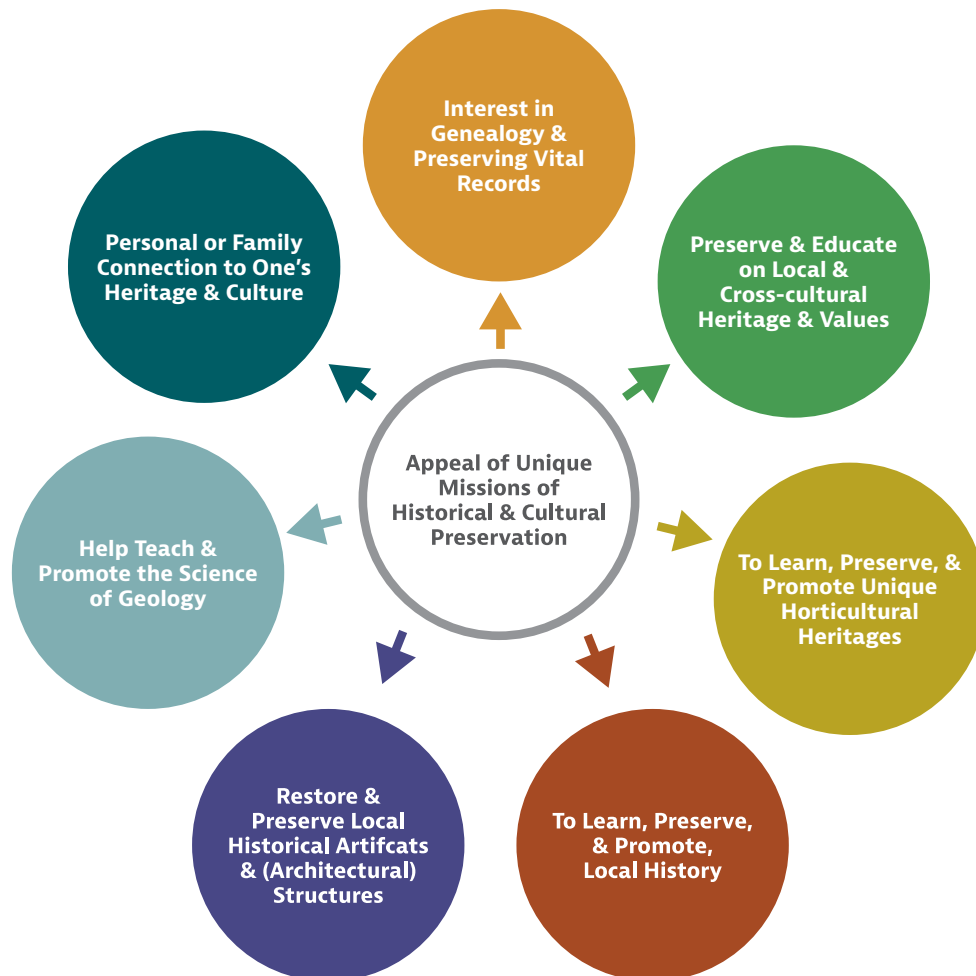 Interest in
Genealogy &
Preserving Vital
Records
Personal or Family
Connection to One’s
Heritage & Culture
Preserve & Educate
on Local &
Cross-cultural
Heritage & Values
Appeal of Unique
Missions of
Historical & Cultural
Preservation
Help Teach &
Promote the Science
of Geology
To Learn, Preserve, &
Promote Unique
Horticultural
Heritages
Restore &
Preserve Local
Historical Artifcats
& (Architectural)
Structures
To Learn, Preserve,
& Promote,
Local History